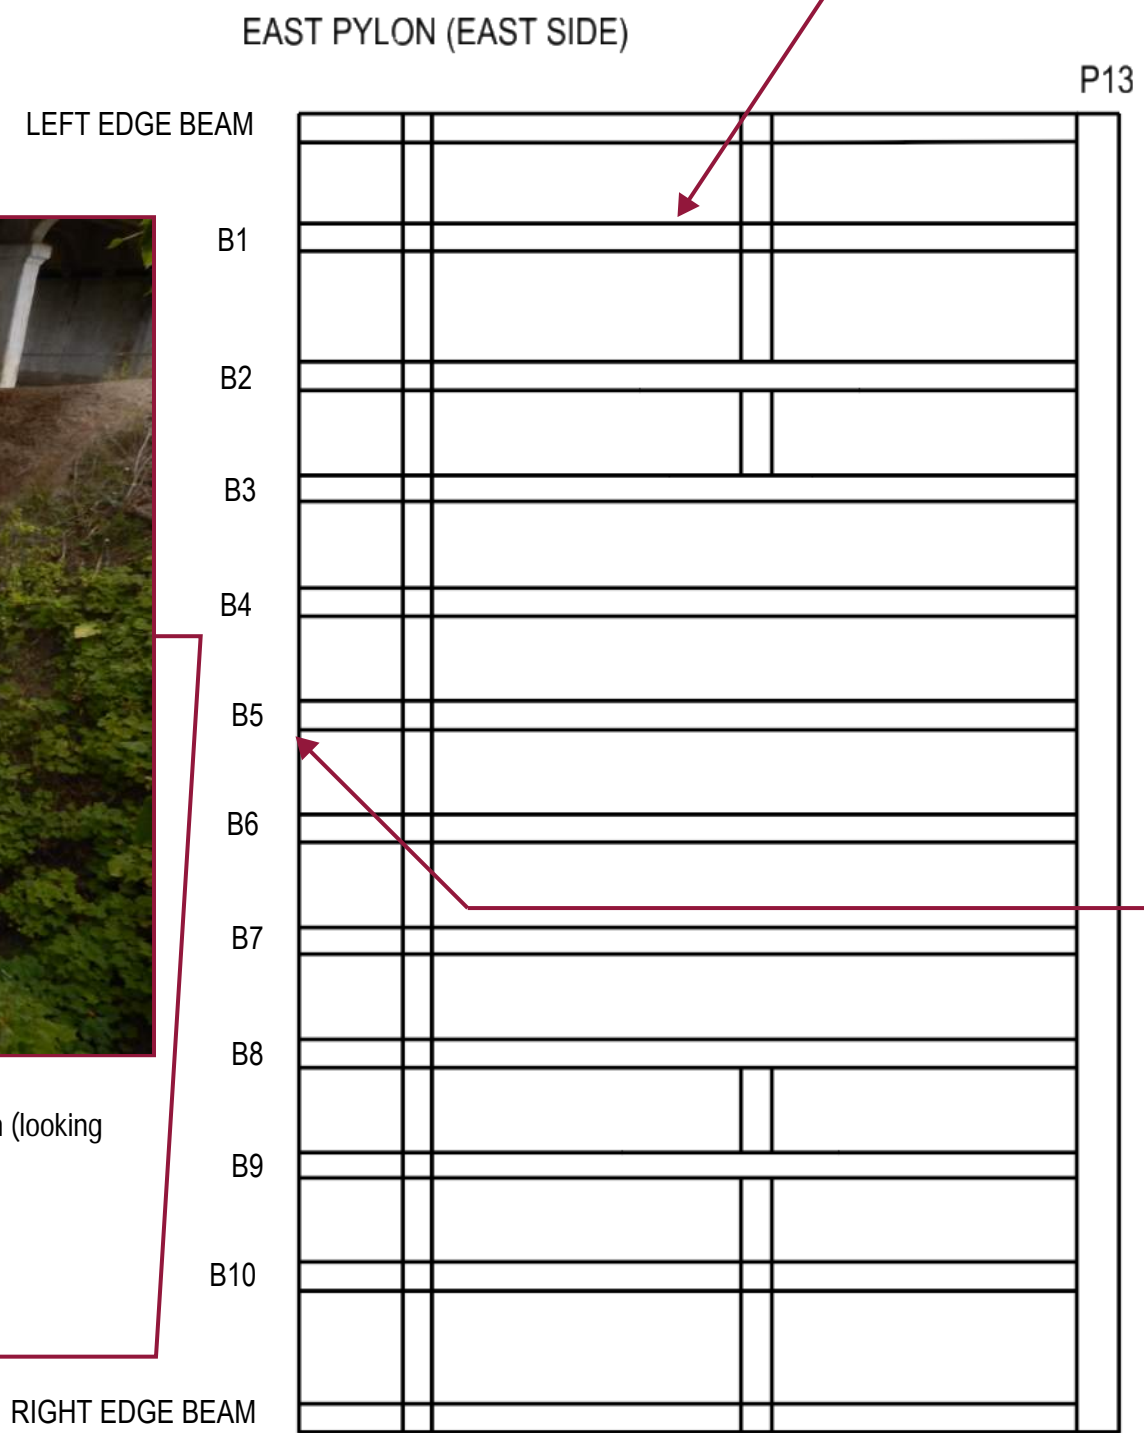 EAST PYLON (EAST SIDE)
P13
LEFT EDGE BEAM
B1
B2
B3
B4
B5
B6
B7
B8
(looking
B9
B10
RIGHT EDGE BEAM